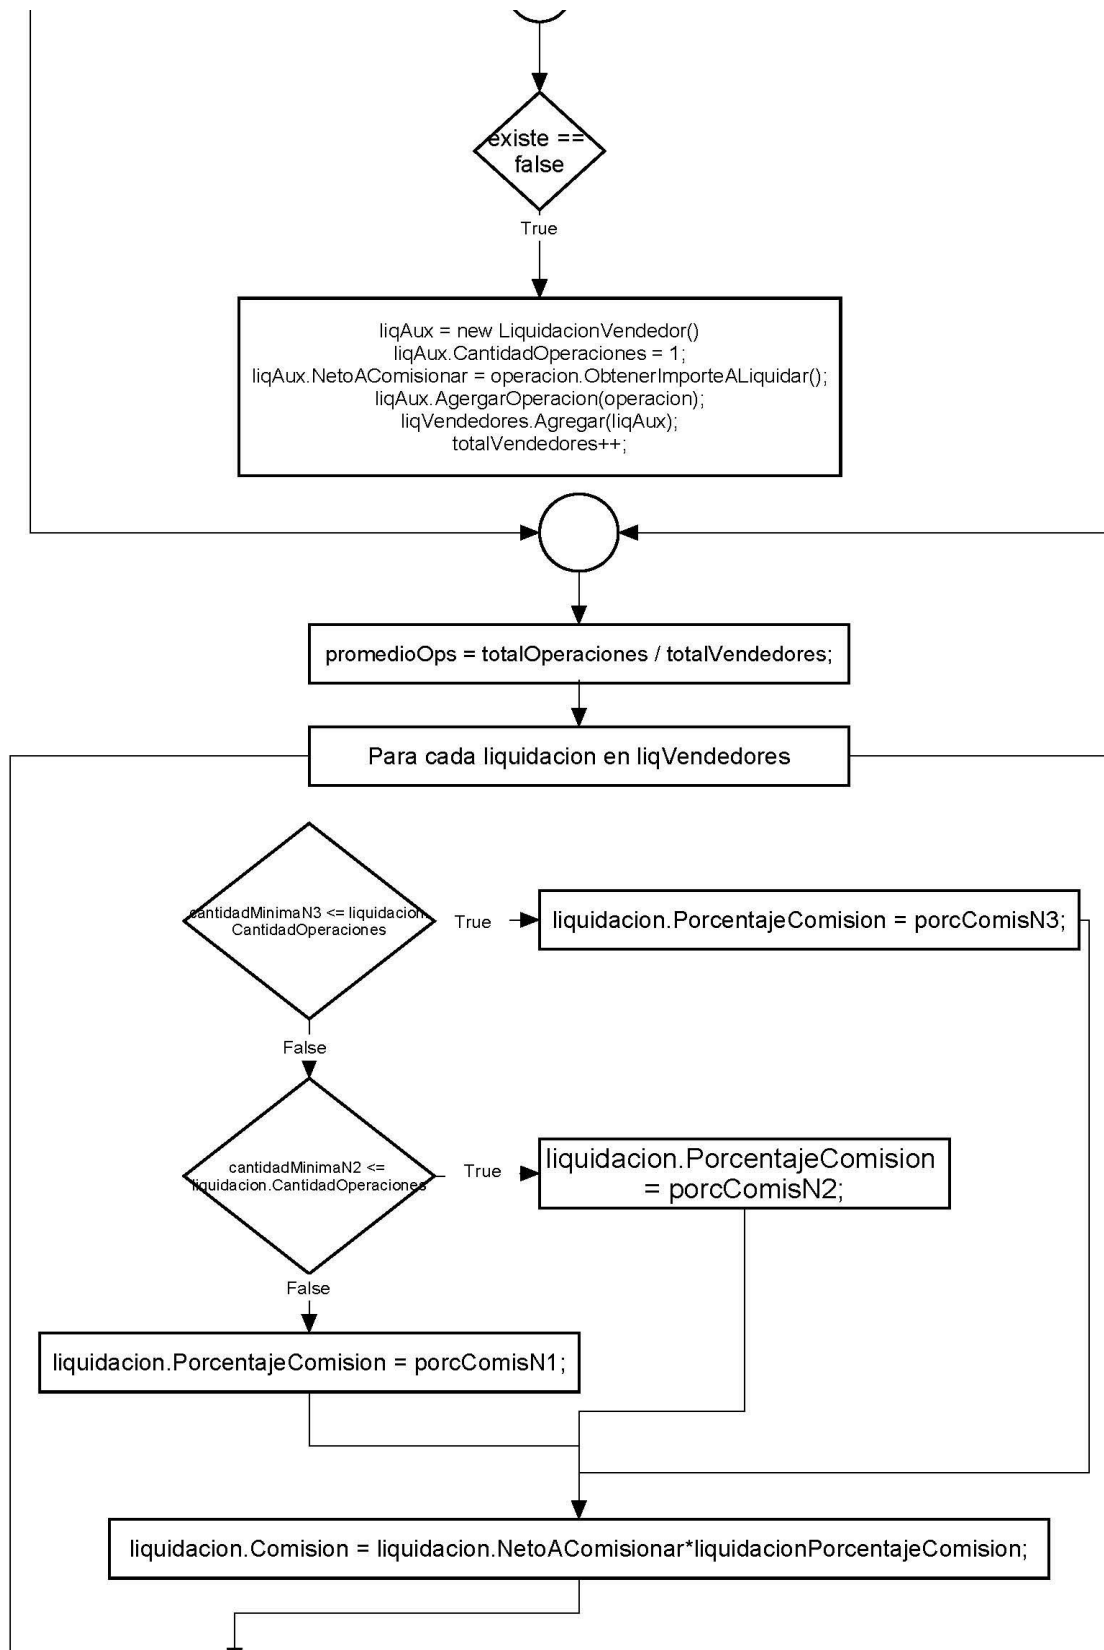 existe ==
false
True
liqAux = new LiquidacionVendedor()
liqAux.CantidadOperaciones = 1;
liqAux.NetoAComisionar = operacion.ObtenerImporteALiquidar();
liqAux.AgergarOperacion(operacion);
liqVendedores.Agregar(liqAux);
totalVendedores++;
promedioOps = totalOperaciones / totalVendedores;
Para cada liquidacion en liqVendedores
cantidadMinimaN3 <= liquidacion.
CantidadOperaciones
True
liquidacion.PorcentajeComision = porcComisN3;
False
cantidadMinimaN2 <=
liquidacion.CantidadOperaciones
True
liquidacion.PorcentajeComision
= porcComisN2;
False
liquidacion.PorcentajeComision = porcComisN1;
liquidacion.Comision = liquidacion.NetoAComisionar*liquidacionPorcentajeComision;